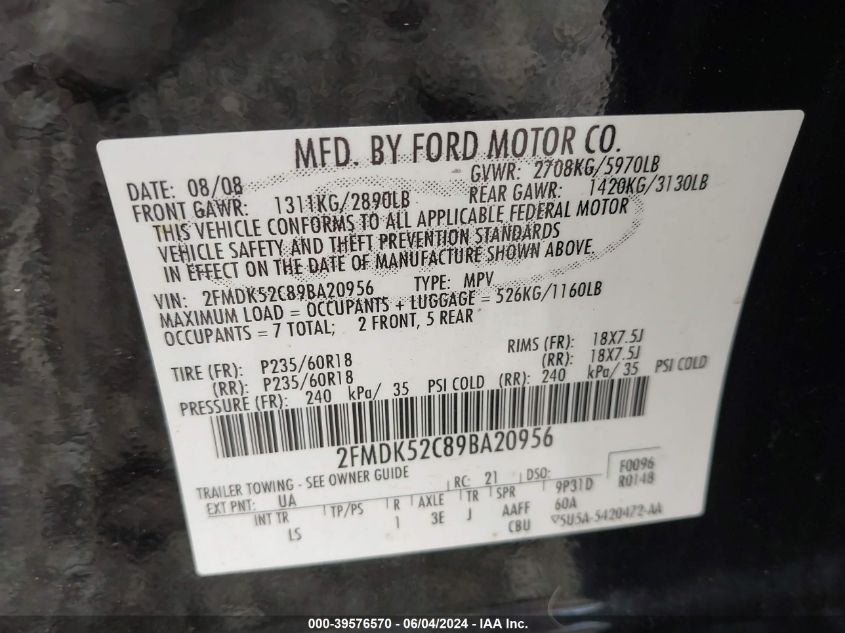 MFD. BY FORD MOTOR CO.
DATE: 08/08 GVWR: 2708KG/5970LB
FRONT GAWR: 1311KG/2890LB REAR GAWR: 1420KG/3130LB
THIS VEHICLE CONFORMS TO ALL APPLICABLE FEDERAL MOTOR
VEHICLE SAFETY AND THEFT PREVENTION STANDARDS
IN EFFECT ON THE DATE OF MANUFACTURE SHOWN ABOVE.
VIN: 2FMDK52C89BA20956 TYPE: MPV
MAXIMUM LOAD = OCCUPANTS + LUGGAGE = 526KG/1160LB
OCCUPANTS = 7 TOTAL; 2 FRONT, 5 REAR
TIRE (FR): P235/60R18 RIMS (FR): 18X7.5J
(RR): P235/60R18 (RR): 18X7.5J
PRESSURE (FR): 240 kPa/ 35 PSI COLD (RR): 240 kPa/ 35 PSI COLD
2FMDK52C89BA20956
TRAILER TOWING - SEE OWNER GUIDE
EXT PNT: UA RC: 21 DSO: F0096
R0148
INT TR TP/PS R AXLE TR SPR 9P31D
LS 1 3E J AAFF 60A
CBU 5U5A-5420472-AA
000-39576570 - 06/04/2024 - IAA Inc.